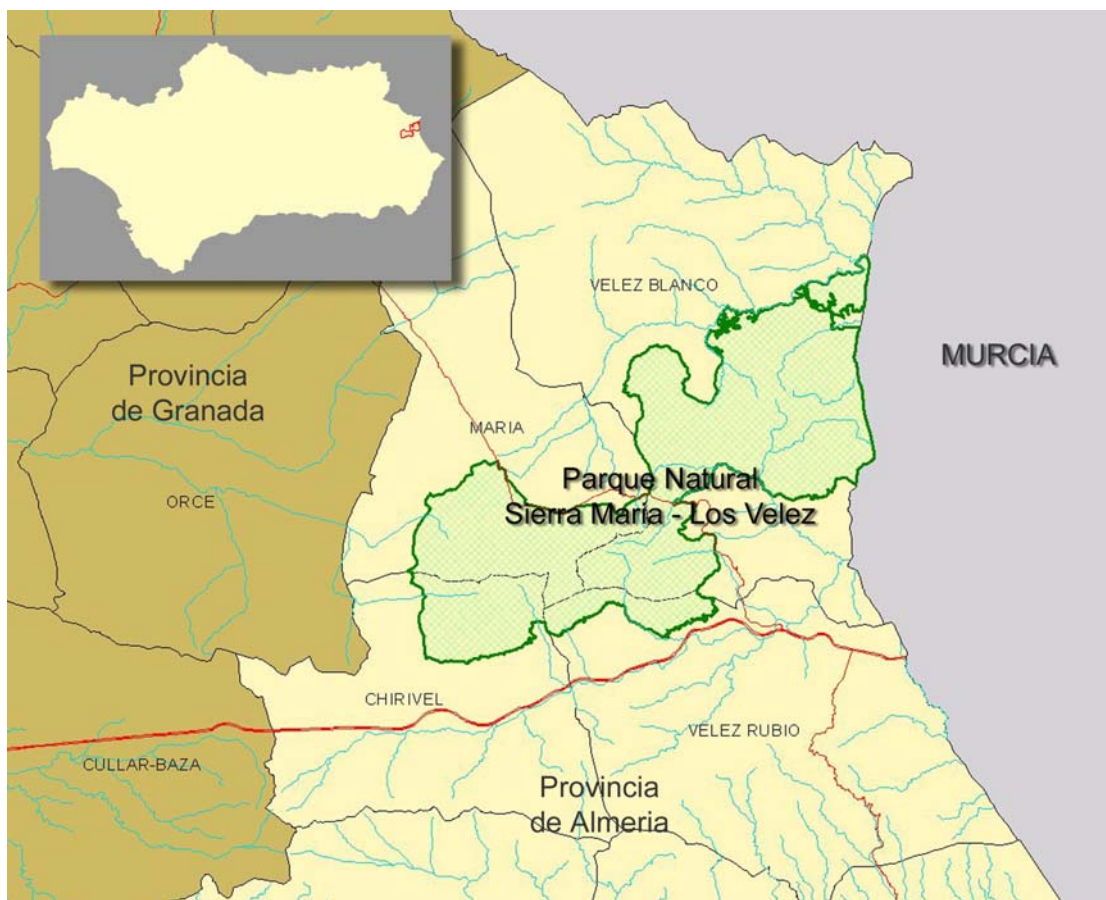 VELEZ BLANCO
MURCIA
Provincia
de Granada
MARIA
Parque Natural
Sierra Maria - Los Velez
ORCE
CHIRIVEL
VELEZ RUBIO
CULLAR-BAZA
Provincia
de Almeria